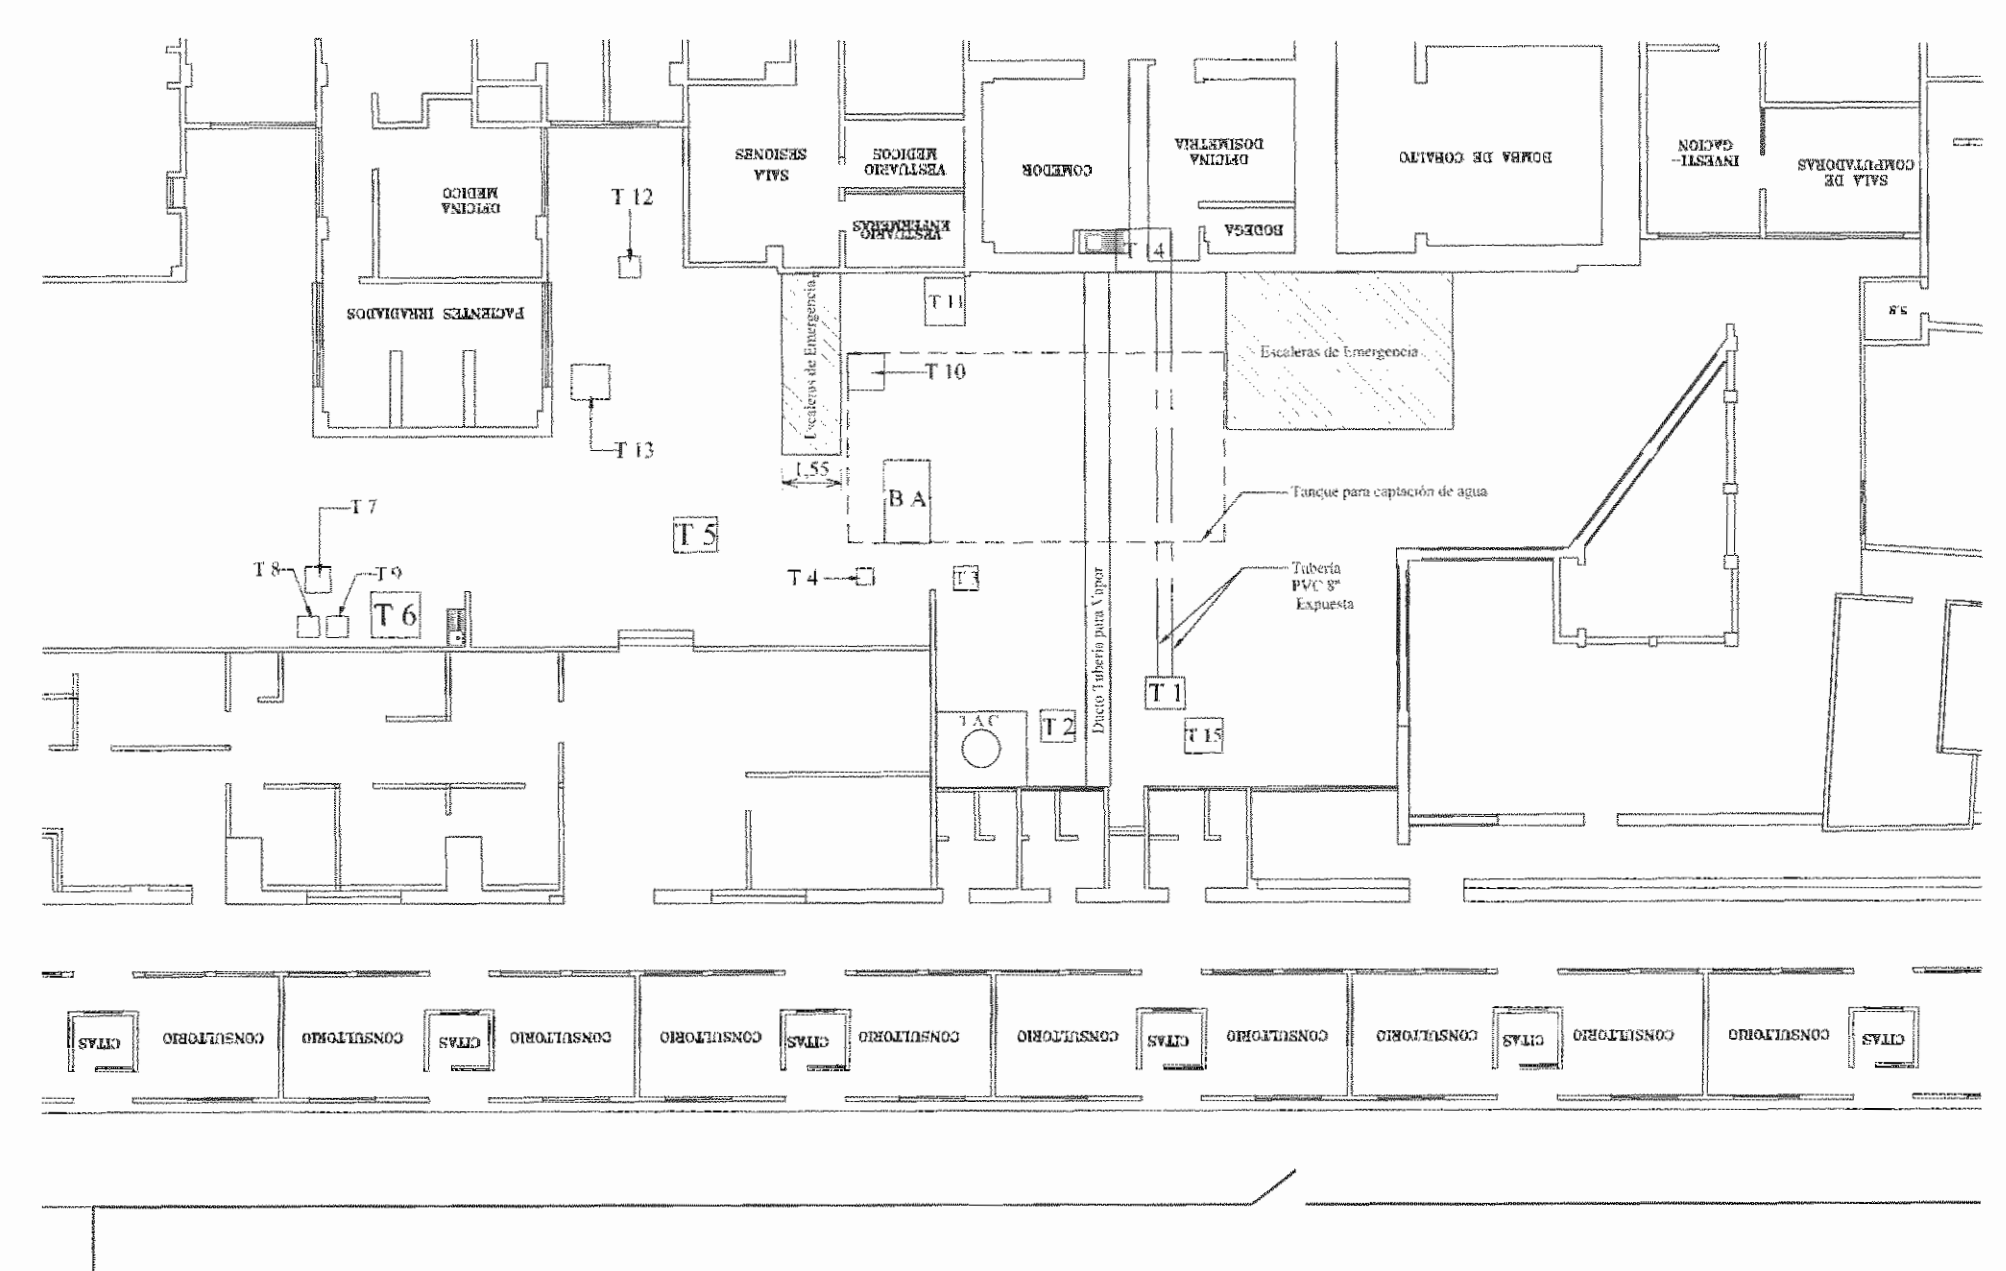 SALA
SESIONES
VESTUARIO
MEDICOS
VESTUARIO
ENFERMERAS
COMEDOR
OFICINA
DOSIMETRIA
BODEGA
BOMBA DE COBALTO
INVESTI-
GACION
SALA DE
COMPUTADORAS
OFICINA
MEDICO
T 12
T 4
PACIENTES IRRADIADOS
Escaleras de Emergencia
T 11
S.S
T 10
Escaleras de Emergencia
T 13
1.55
B A
Tanque para captación de agua
T 7
T 5
T 8
T 9
T 4
Tubería
PVC 8"
Expuesta
T 6
Ducto Tubería para Vapor
T 1
TAC
T 2
T 15
CITAS
CONSULTORIO
CONSULTORIO
CITAS
CONSULTORIO
CONSULTORIO
CITAS
CONSULTORIO
CONSULTORIO
CITAS
CONSULTORIO
CONSULTORIO
CITAS
CONSULTORIO
CONSULTORIO
CITAS